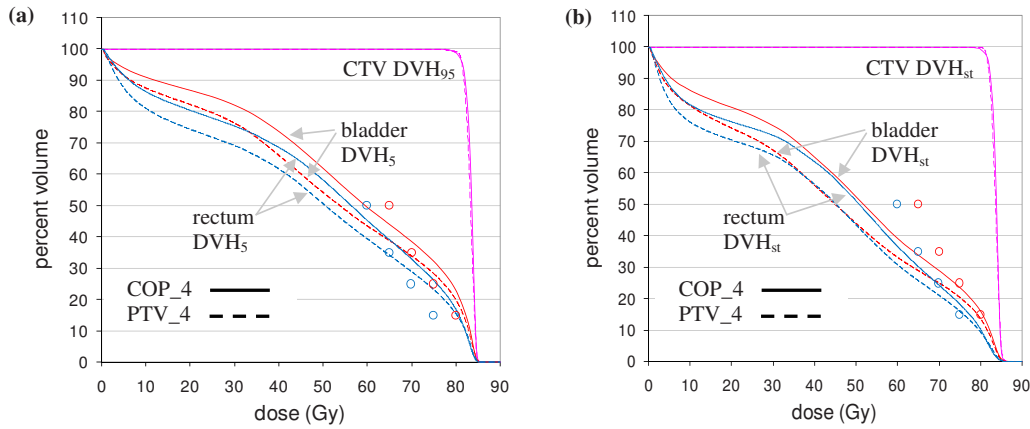 (a)
110
100
90
80
70
60
50
40
30
20
10
0
percent volume
CTV DVH95
bladder
DVH5
rectum
DVH5
COP_4
PTV_4
0 10 20 30 40 50 60 70 80 90
dose (Gy)
(b)
110
100
90
80
70
60
50
40
30
20
10
0
percent volume
CTV DVHst
bladder
DVHst
rectum
DVHst
COP_4
PTV_4
0 10 20 30 40 50 60 70 80 90
dose (Gy)